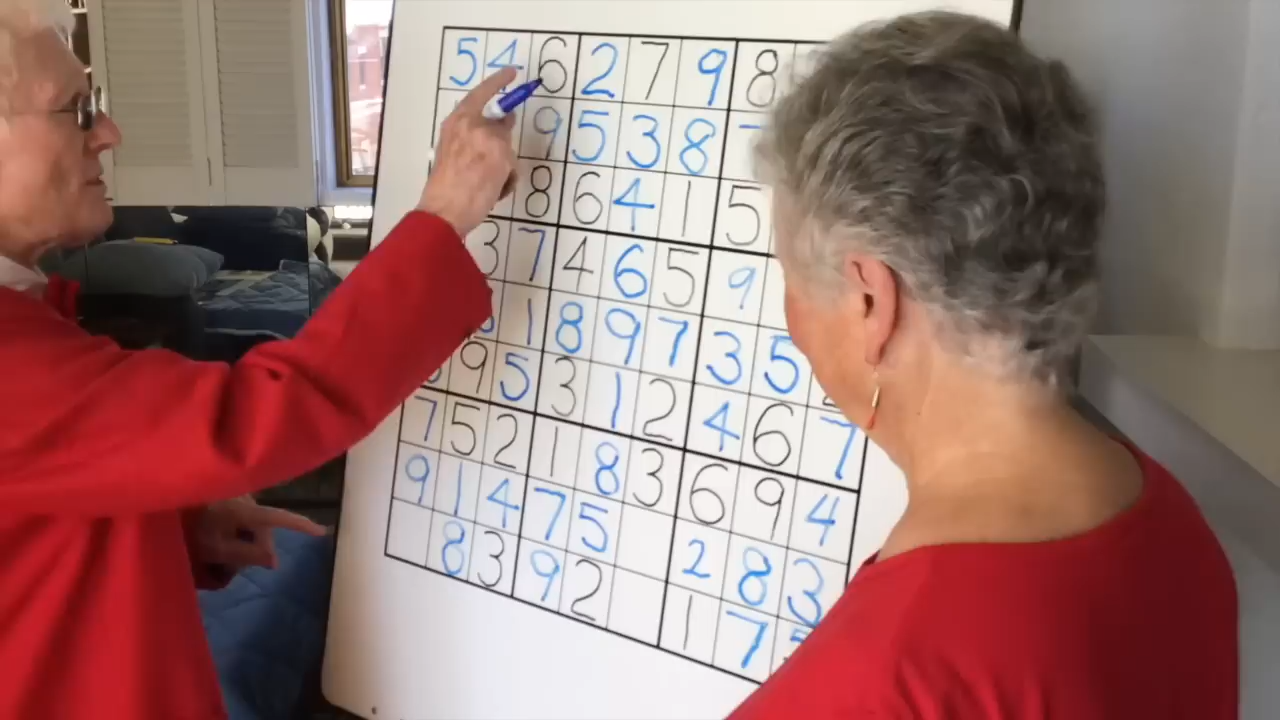 5 4 6 2 7 9 8
9 5 3 8
8 6 4 1 5
3 7 4 6 5 9
1 8 9 7 3 5
9 5 3 1 2 4 6 7
7 5 2 1 8 3 6 9 4
9 1 4 7 5 2 8 3
8 3 9 2 1 7